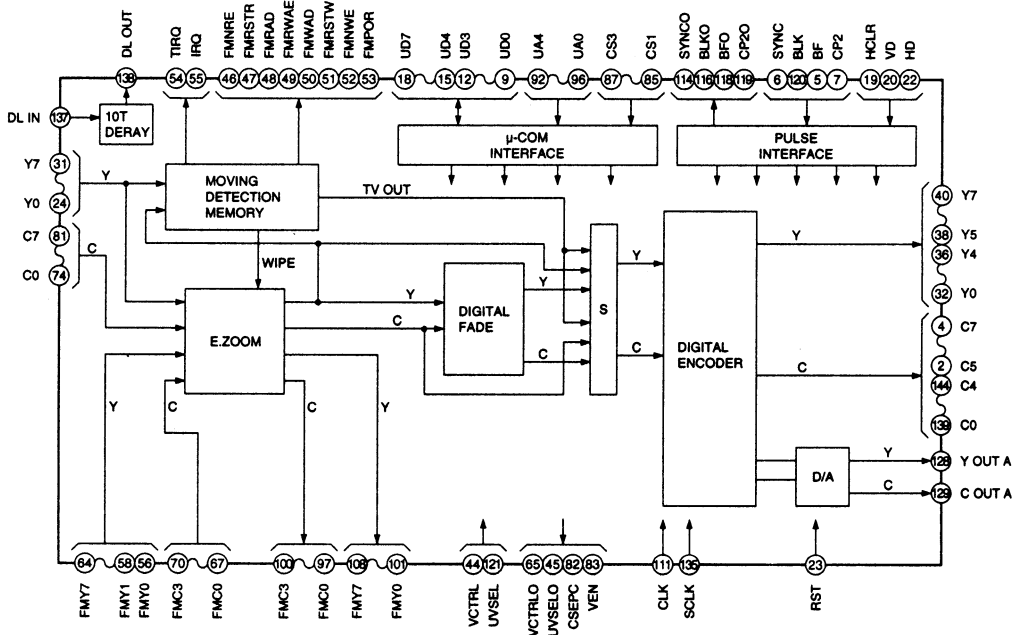 DL OUT TIRQ IRQ FMNRE FMRSTR FMRAD FMRWAE FMWAD FMRSTW FMNWE FMPOR UD7 UD4 UD3 UD0 UA4 UA0 CS3 CS1 SYNCO BLKO BFO CP2O SYNC BLK BF CP2 HCLR VD HD
138 54 55 46 47 48 49 50 51 52 53 18 15 12 9 92 96 87 85 114 116 118 119 6 120 5 7 19 20 22
DL IN 137
10T
DERAY
μ-COM
INTERFACE
PULSE
INTERFACE
Y7 31
Y0 24
C7 81
C0 74
Y
C
MOVING
DETECTION
MEMORY
TV OUT
WIPE
E.ZOOM
Y
C
Y
C
C
Y
DIGITAL
FADE
Y
C
S
Y
C
DIGITAL
ENCODER
Y
C
D/A
Y
C
40 Y7
38 Y5
36 Y4
32 Y0
4 C7
2 C5
144 C4
139 C0
128 Y OUT A
129 C OUT A
64 58 56 70 67 100 97 108 101 44 121 65 45 82 83 111 135 23
FMY7 FMY1 FMY0 FMC3 FMC0 FMC3 FMC0 FMY7 FMY0 VCTRL UVSEL VCTRLO UVSELO CSEPC VEN CLK SCLK RST